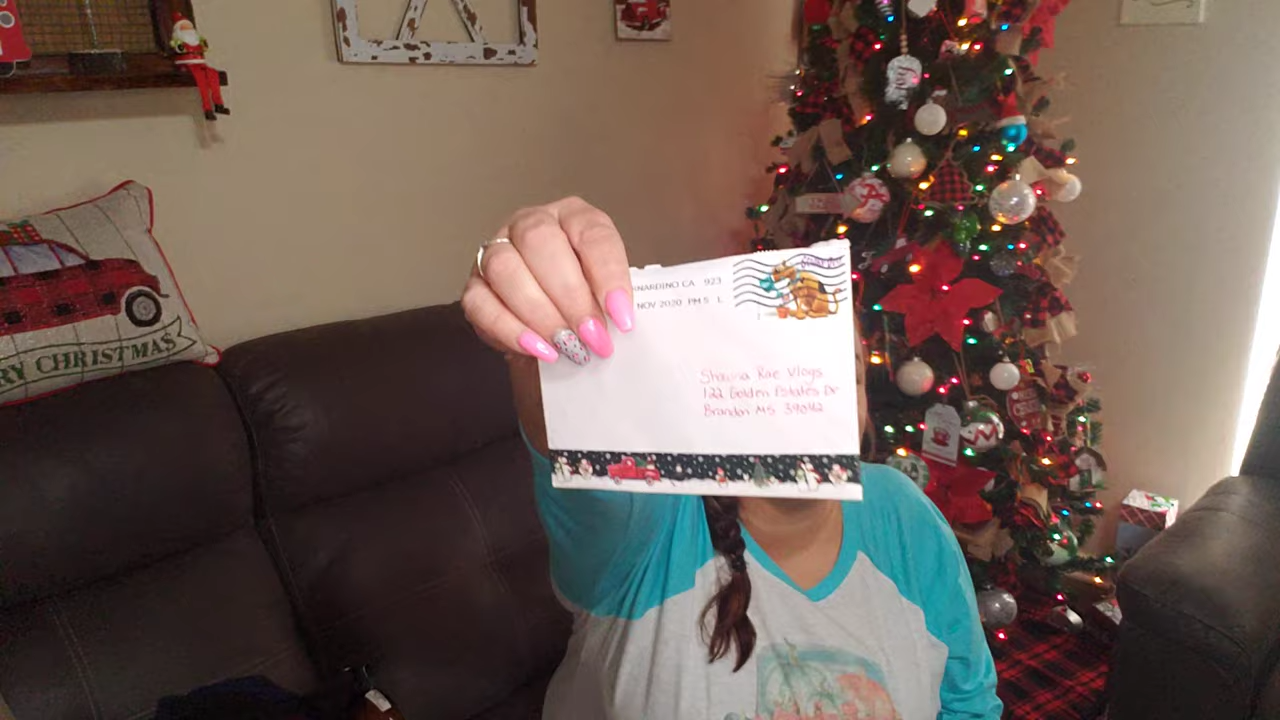 RNARDINO CA 923
NOV 2020 PM 5 L
Shauna Rae Vlogs
122 Golden Estates Dr
Brandon MS 39042
RY CHRISTMAS